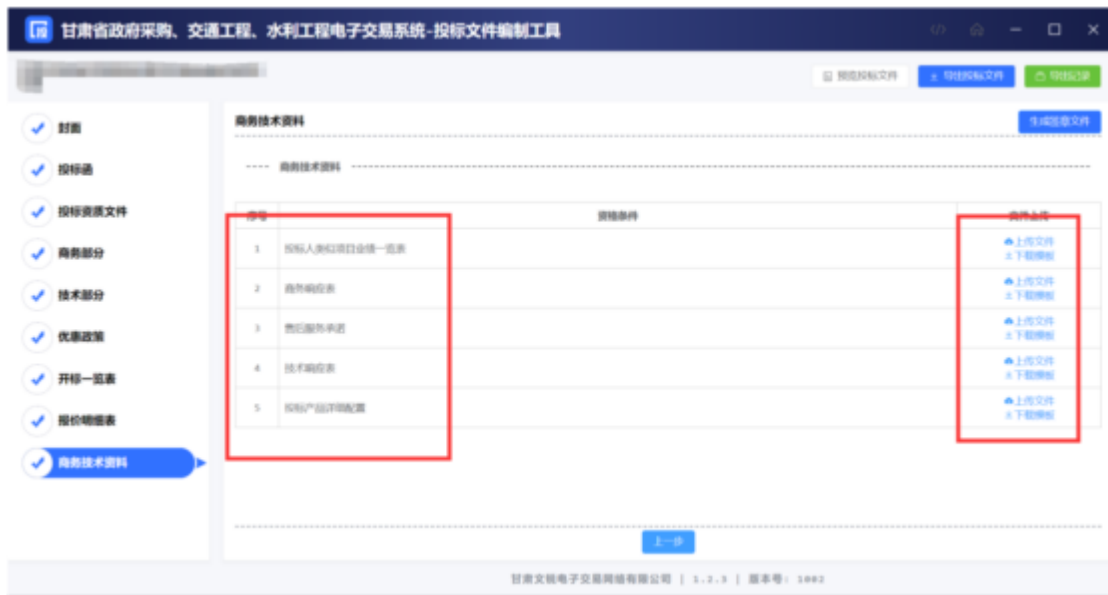 甘肃省政府采购、交通工程、水利工程电子交易系统-投标文件编制工具
预览投标文件 导出投标文件 导出记录
封面
投标函
投标资质文件
商务部分
技术部分
优惠政策
开标一览表
报价明细表
商务技术资料
商务技术资料 生成签章文件
商务技术资料
序号 资格条件 文件上传
1 投标人类似项目业绩一览表 上传文件
下载模板
2 商务响应表 上传文件
下载模板
3 售后服务承诺 上传文件
下载模板
4 技术响应表 上传文件
下载模板
5 投标产品详细配置 上传文件
下载模板
上一步
甘肃文锐电子交易网络有限公司 | 1.2.3 | 版本号: 1002